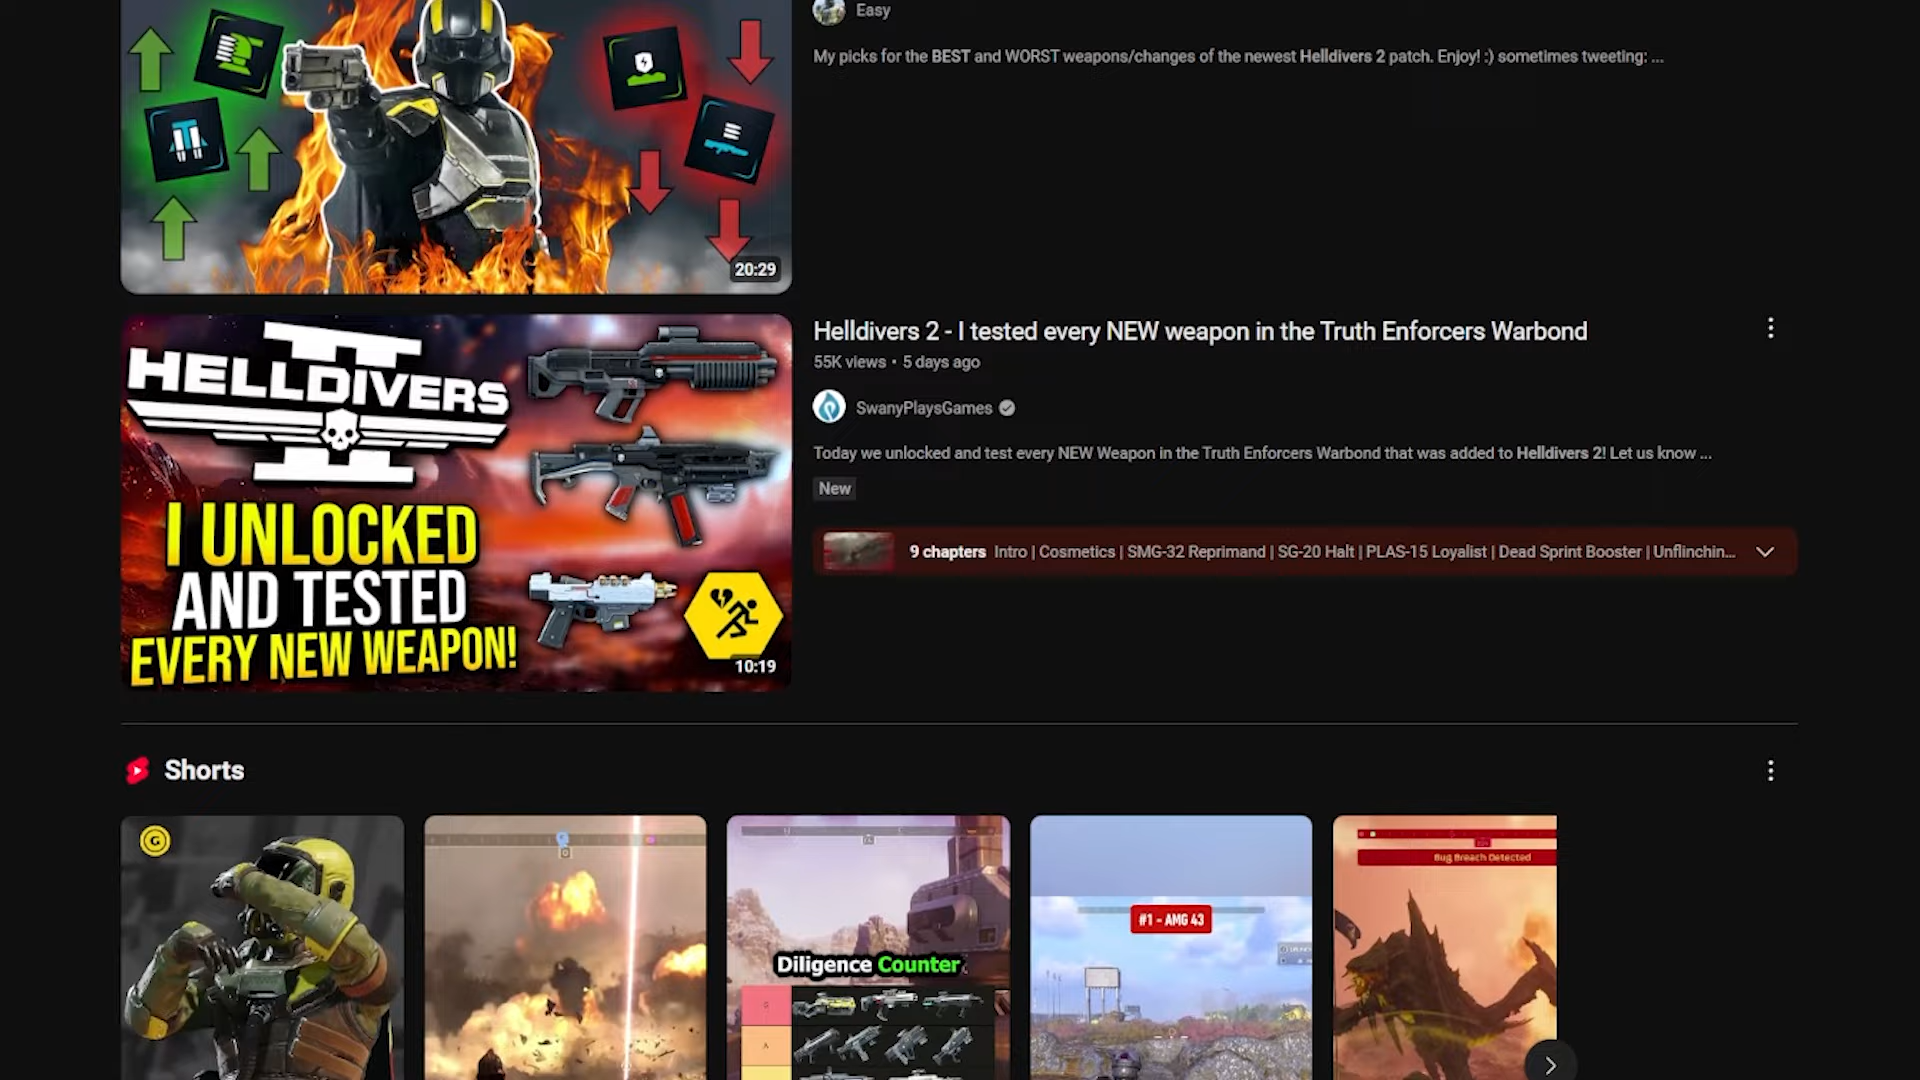 Easy
My picks for the BEST and WORST weapons/changes of the newest Helldivers 2 patch. Enjoy! :) sometimes tweeting: ...
20:29
Helldivers 2 - I tested every NEW weapon in the Truth Enforcers Warbond
55K views • 5 days ago
SwanyPlaysGames
Today we unlocked and test every NEW Weapon in the Truth Enforcers Warbond that was added to Helldivers 2! Let us know ...
New
9 chapters Intro | Cosmetics | SMG-32 Reprimand | SG-20 Halt | PLAS-15 Loyalist | Dead Sprint Booster | Unflinchin...
HELLDIVERS
II
I UNLOCKED
AND TESTED
EVERY NEW WEAPON!
10:19
Shorts
G
Diligence Counter
A
#1 - AMG 43
Bug Breach Detected